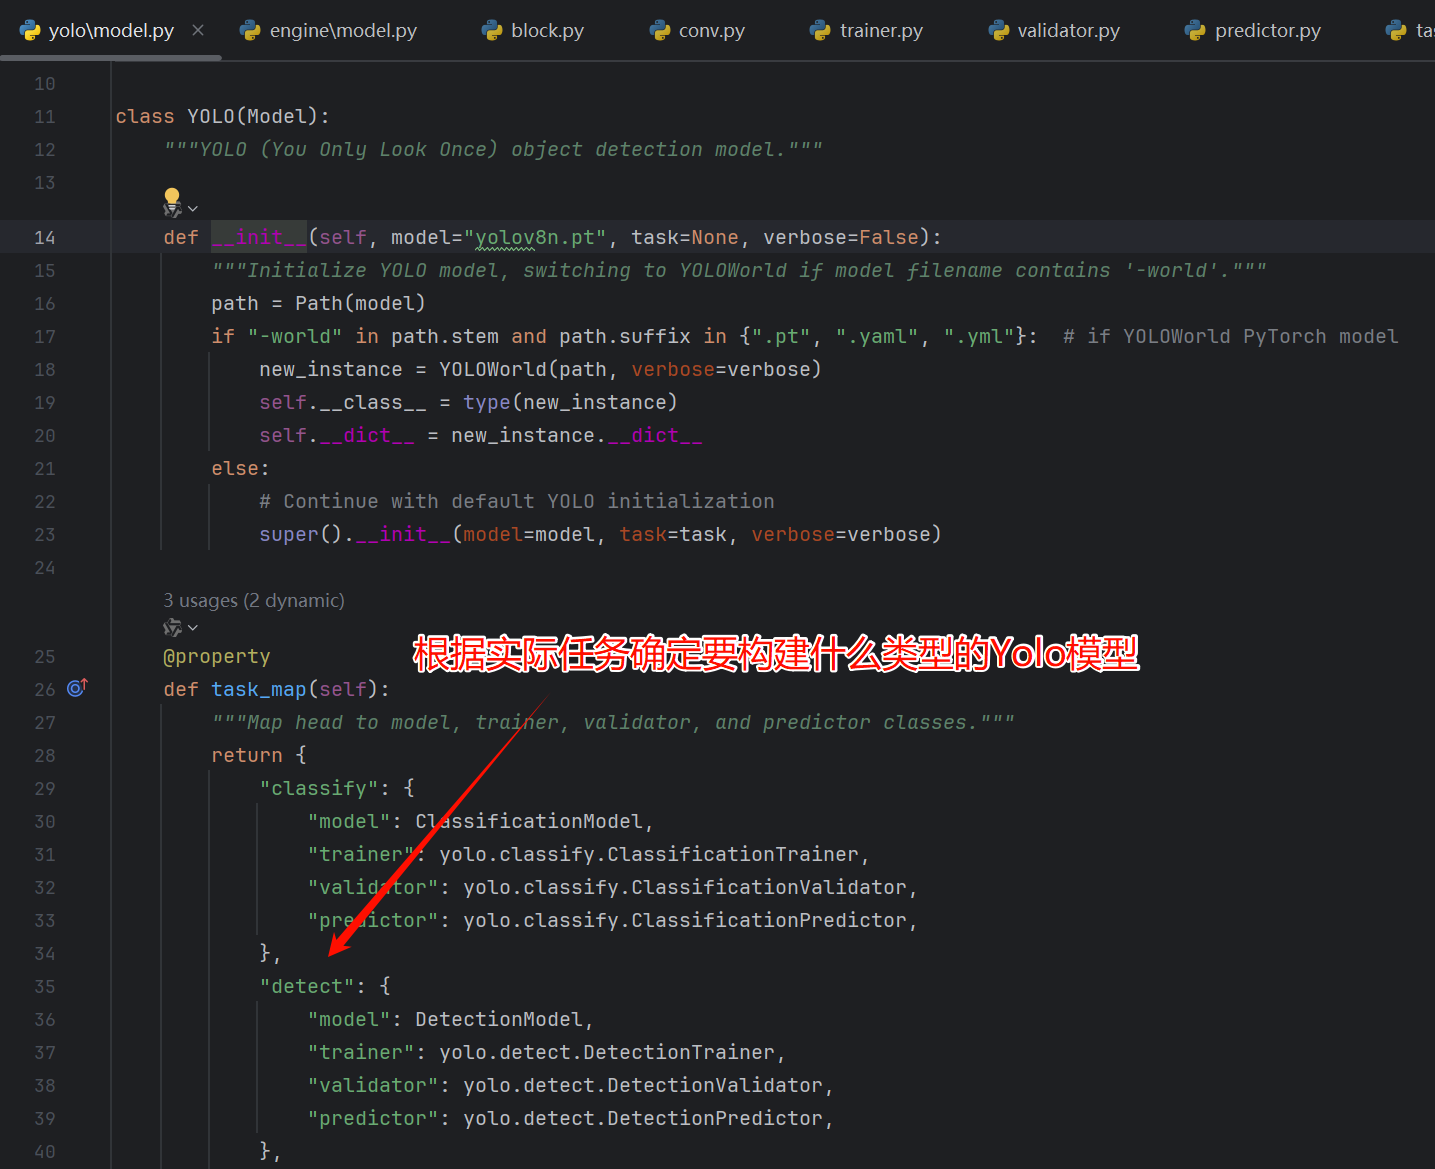 yolo\model.py engine\model.py block.py conv.py trainer.py validator.py predictor.py
10
11 class YOLO(Model):
12 """YOLO (You Only Look Once) object detection model."""
13
14 def __init__(self, model="yolov8n.pt", task=None, verbose=False):
15 """Initialize YOLO model, switching to YOLOWorld if model filename contains '-world'."""
16 path = Path(model)
17 if "-world" in path.stem and path.suffix in {".pt", ".yaml", ".yml"}:  # if YOLOWorld PyTorch model
18 new_instance = YOLOWorld(path, verbose=verbose)
19 self.__class__ = type(new_instance)
20 self.__dict__ = new_instance.__dict__
21 else:
22 # Continue with default YOLO initialization
23 super().__init__(model=model, task=task, verbose=verbose)
24
3 usages (2 dynamic)
根据实际任务确定要构建什么类型的Yolo模型
25 @property
26 def task_map(self):
27 """Map head to model, trainer, validator, and predictor classes."""
28 return {
29 "classify": {
30 "model": ClassificationModel,
31 "trainer": yolo.classify.ClassificationTrainer,
32 "validator": yolo.classify.ClassificationValidator,
33 "predictor": yolo.classify.ClassificationPredictor,
34 },
35 "detect": {
36 "model": DetectionModel,
37 "trainer": yolo.detect.DetectionTrainer,
38 "validator": yolo.detect.DetectionValidator,
39 "predictor": yolo.detect.DetectionPredictor,
40 },